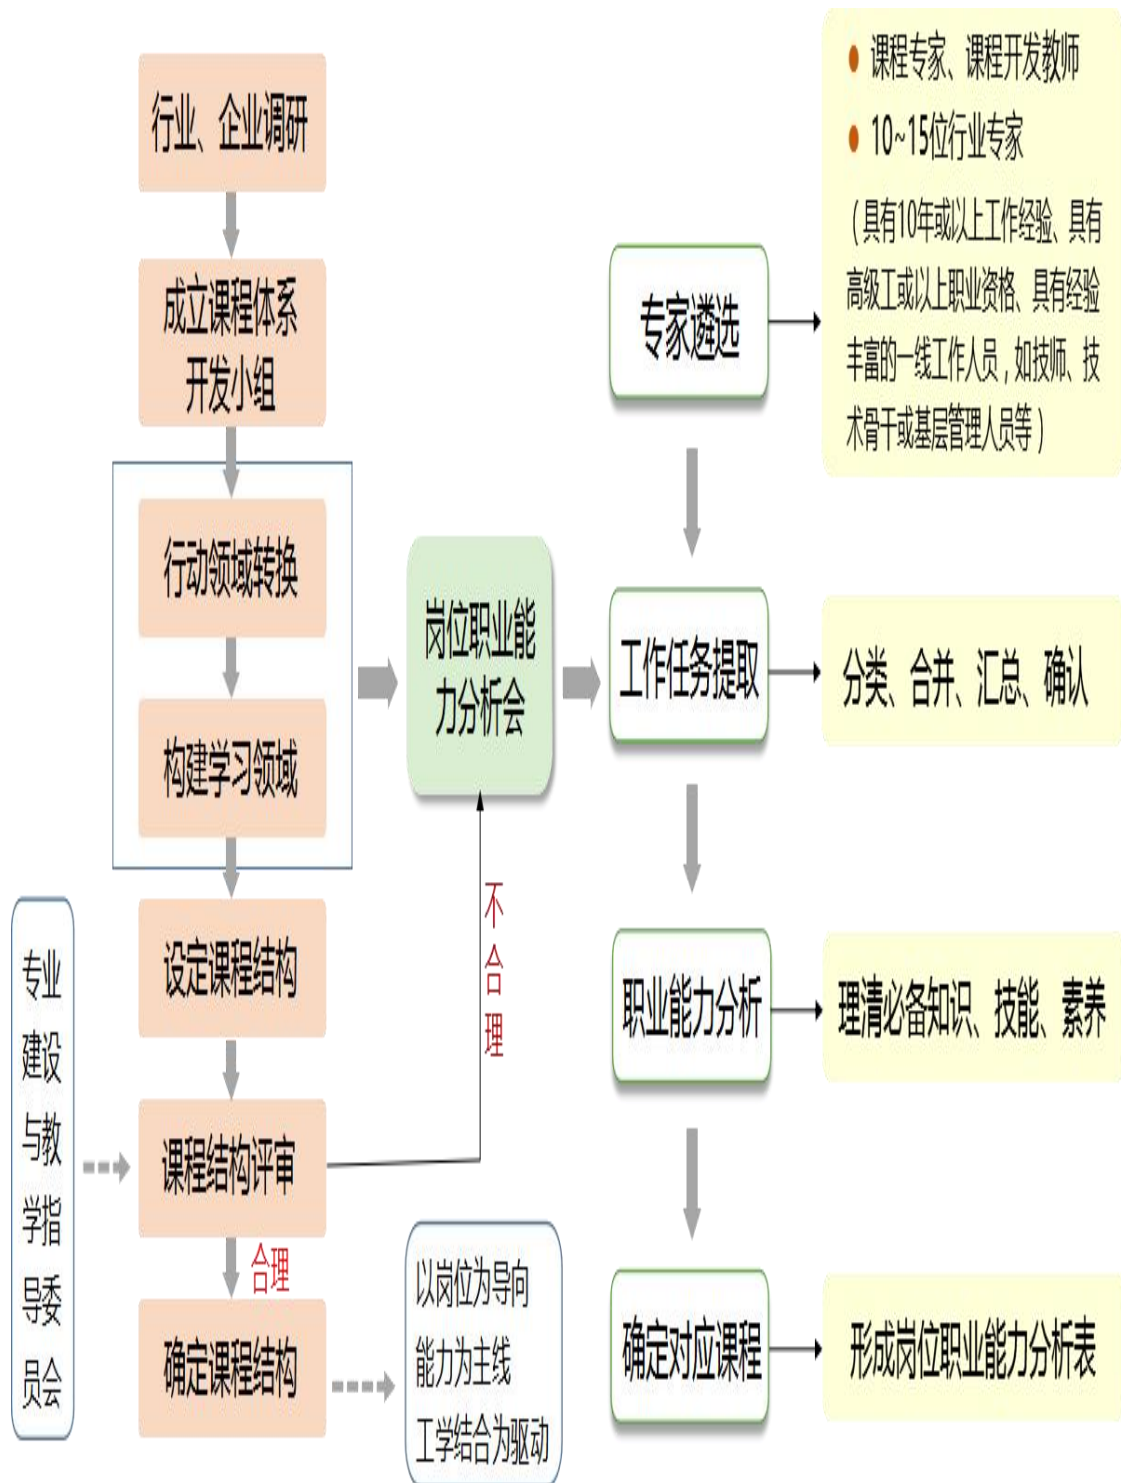 行业、企业调研
成立课程体系
开发小组
行动领域转换
构建学习领域
设定课程结构
课程结构评审
合理
确定课程结构
专业
建设
与教
学指
导委
员会
不
合
理
以岗位为导向
能力为主线
工学结合为驱动
岗位职业能
力分析会
专家遴选
课程专家、课程开发教师
10~15位行业专家
(具有10年或以上工作经验、具有
高级工或以上职业资格、具有经验
丰富的一线工作人员,如技师、技
术骨干或基层管理人员等)
工作任务提取
分类、合并、汇总、确认
职业能力分析
理清必备知识、技能、素养
确定对应课程
形成岗位职业能力分析表